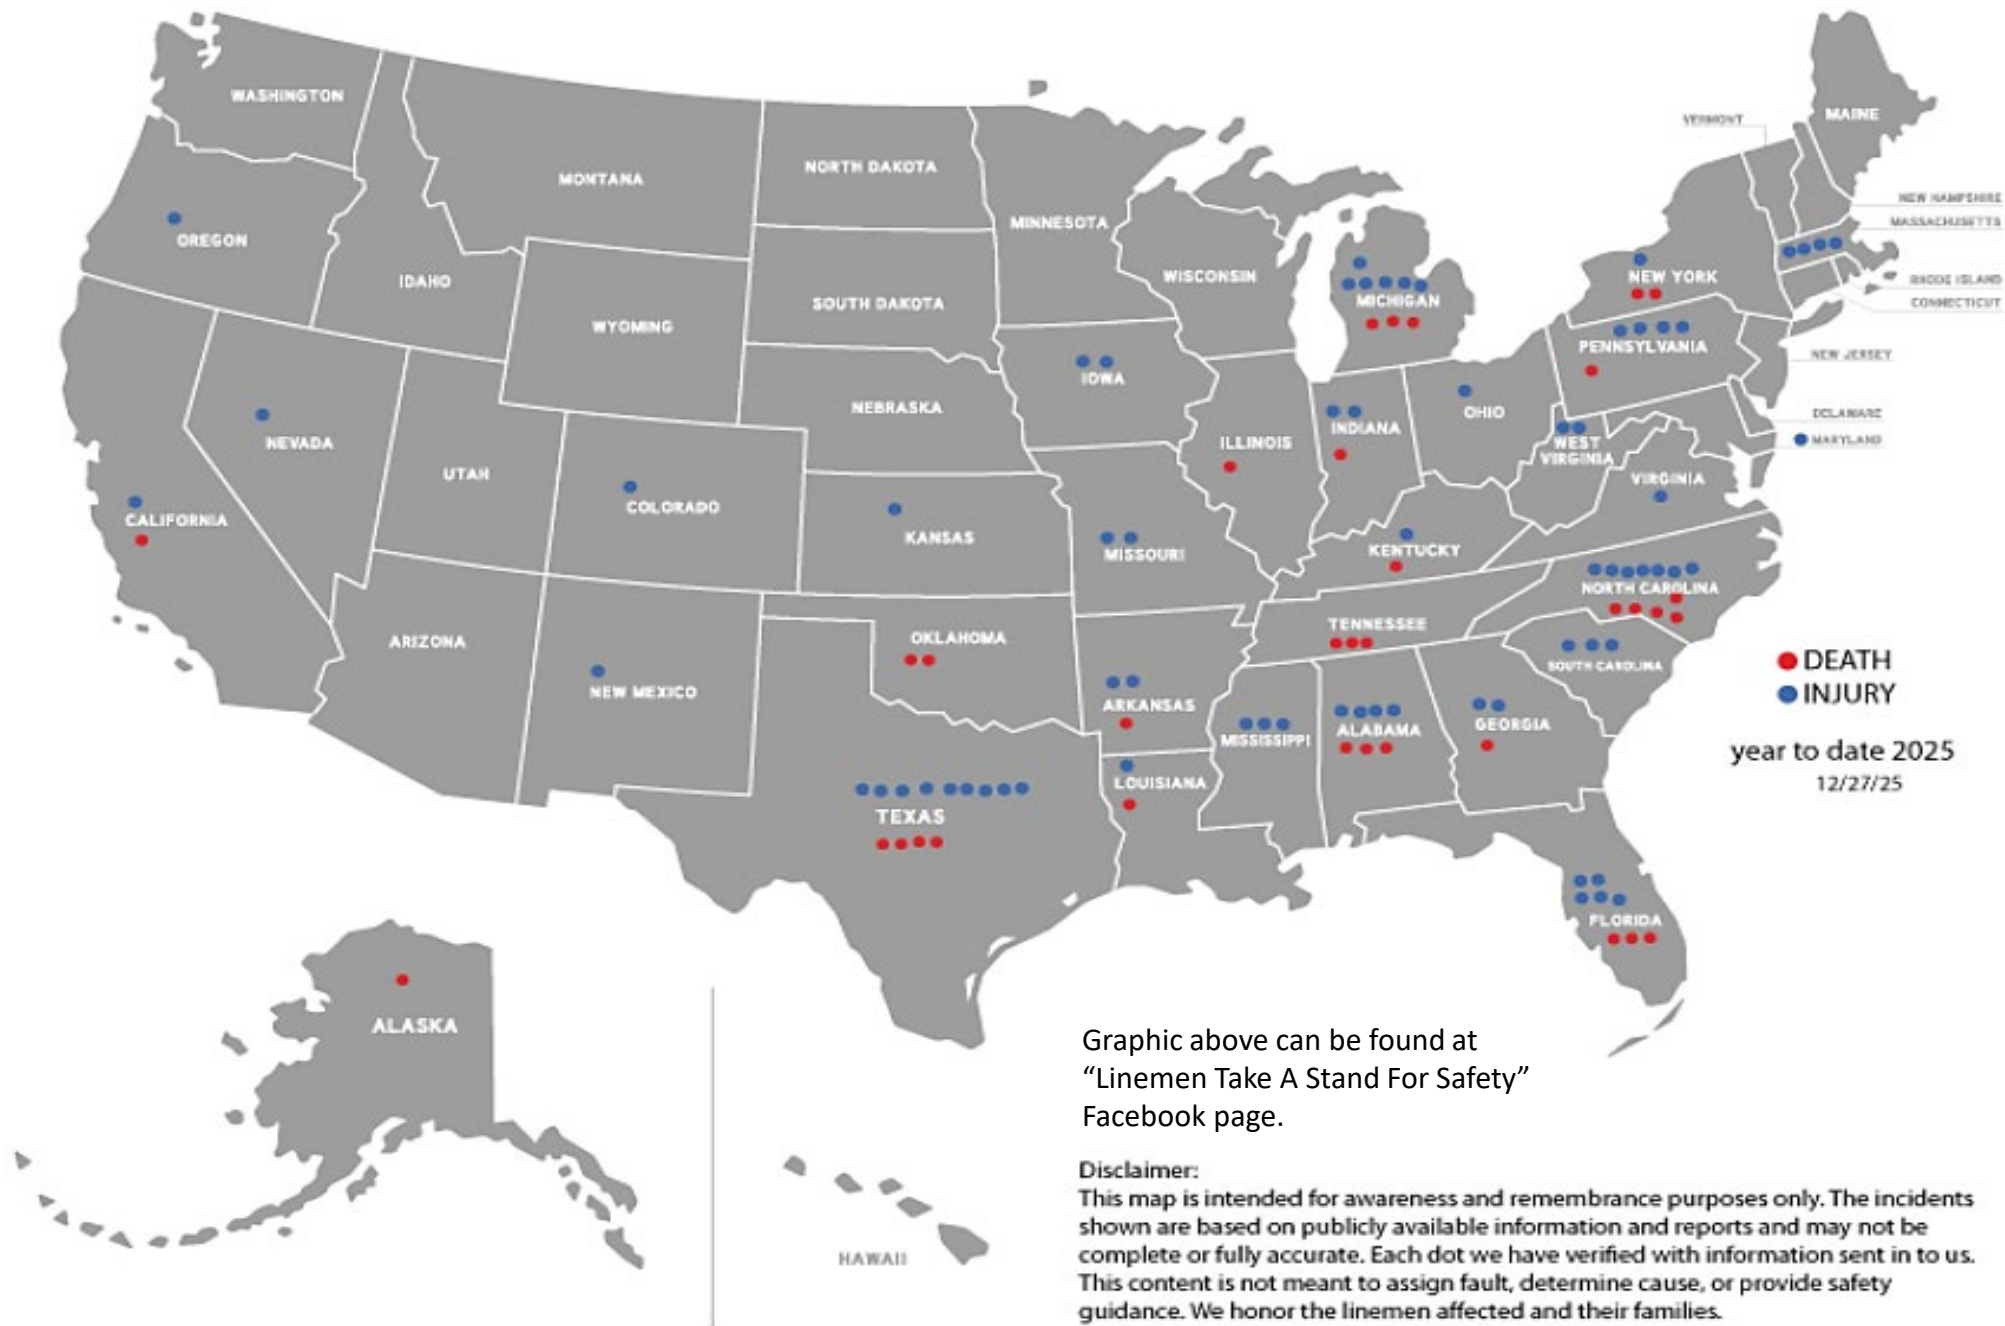 WASHINGTON
MAINE
VERMONT
MONTANA
NORTH DAKOTA
MINNESOTA
NEW HAMPSHIRE
MASSACHUSETTS
OREGON
IDAHO
WISCONSIN
NEW YORK
RHODE ISLAND
CONNECTICUT
SOUTH DAKOTA
MICHIGAN
WYOMING
PENNSYLVANIA
NEW JERSEY
IOWA
NEBRASKA
OHIO
DELAWARE
INDIANA
ILLINOIS
MARYLAND
NEVADA
WEST
VIRGINIA
UTAH
VIRGINIA
COLORADO
CALIFORNIA
KANSAS
MISSOURI
KENTUCKY
NORTH CAROLINA
TENNESSEE
ARIZONA
OKLAHOMA
SOUTH CAROLINA
NEW MEXICO
ARKANSAS
GEORGIA
ALABAMA
MISSISSIPPI
LOUISIANA
TEXAS
FLORIDA
DEATH
INJURY
year to date 2025
12/27/25
ALASKA
HAWAII
Graphic above can be found at
“Linemen Take A Stand For Safety”
Facebook page.
Disclaimer:
This map is intended for awareness and remembrance purposes only. The incidents
shown are based on publicly available information and reports and may not be
complete or fully accurate. Each dot we have verified with information sent in to us.
This content is not meant to assign fault, determine cause, or provide safety
guidance. We honor the linemen affected and their families.